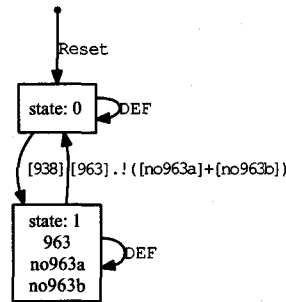 Reset
state: 0
DEF
[938] [963].!([no963a]+[no963b])
state: 1
963
no963a
no963b
DEF